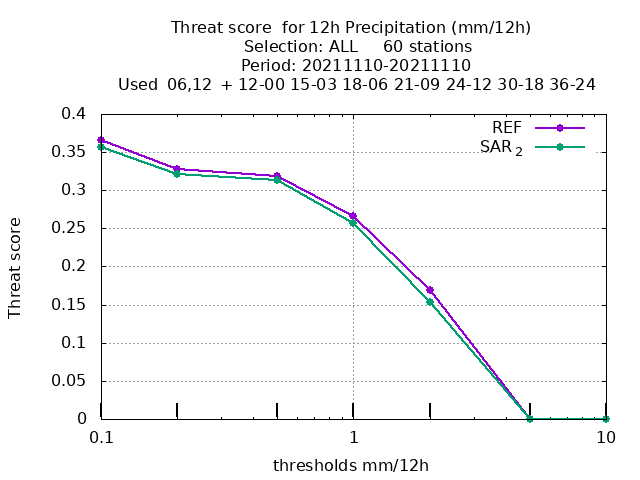 Threat score  for 12h Precipitation (mm/12h)
Selection: ALL     60 stations
Period: 20211110-20211110
Used  06,12  + 12-00 15-03 18-06 21-09 24-12 30-18 36-24
REF
SAR 2
0.4
0.35
0.3
0.25
0.2
0.15
0.1
0.05
0
Threat score
0.1
1
10
thresholds mm/12h